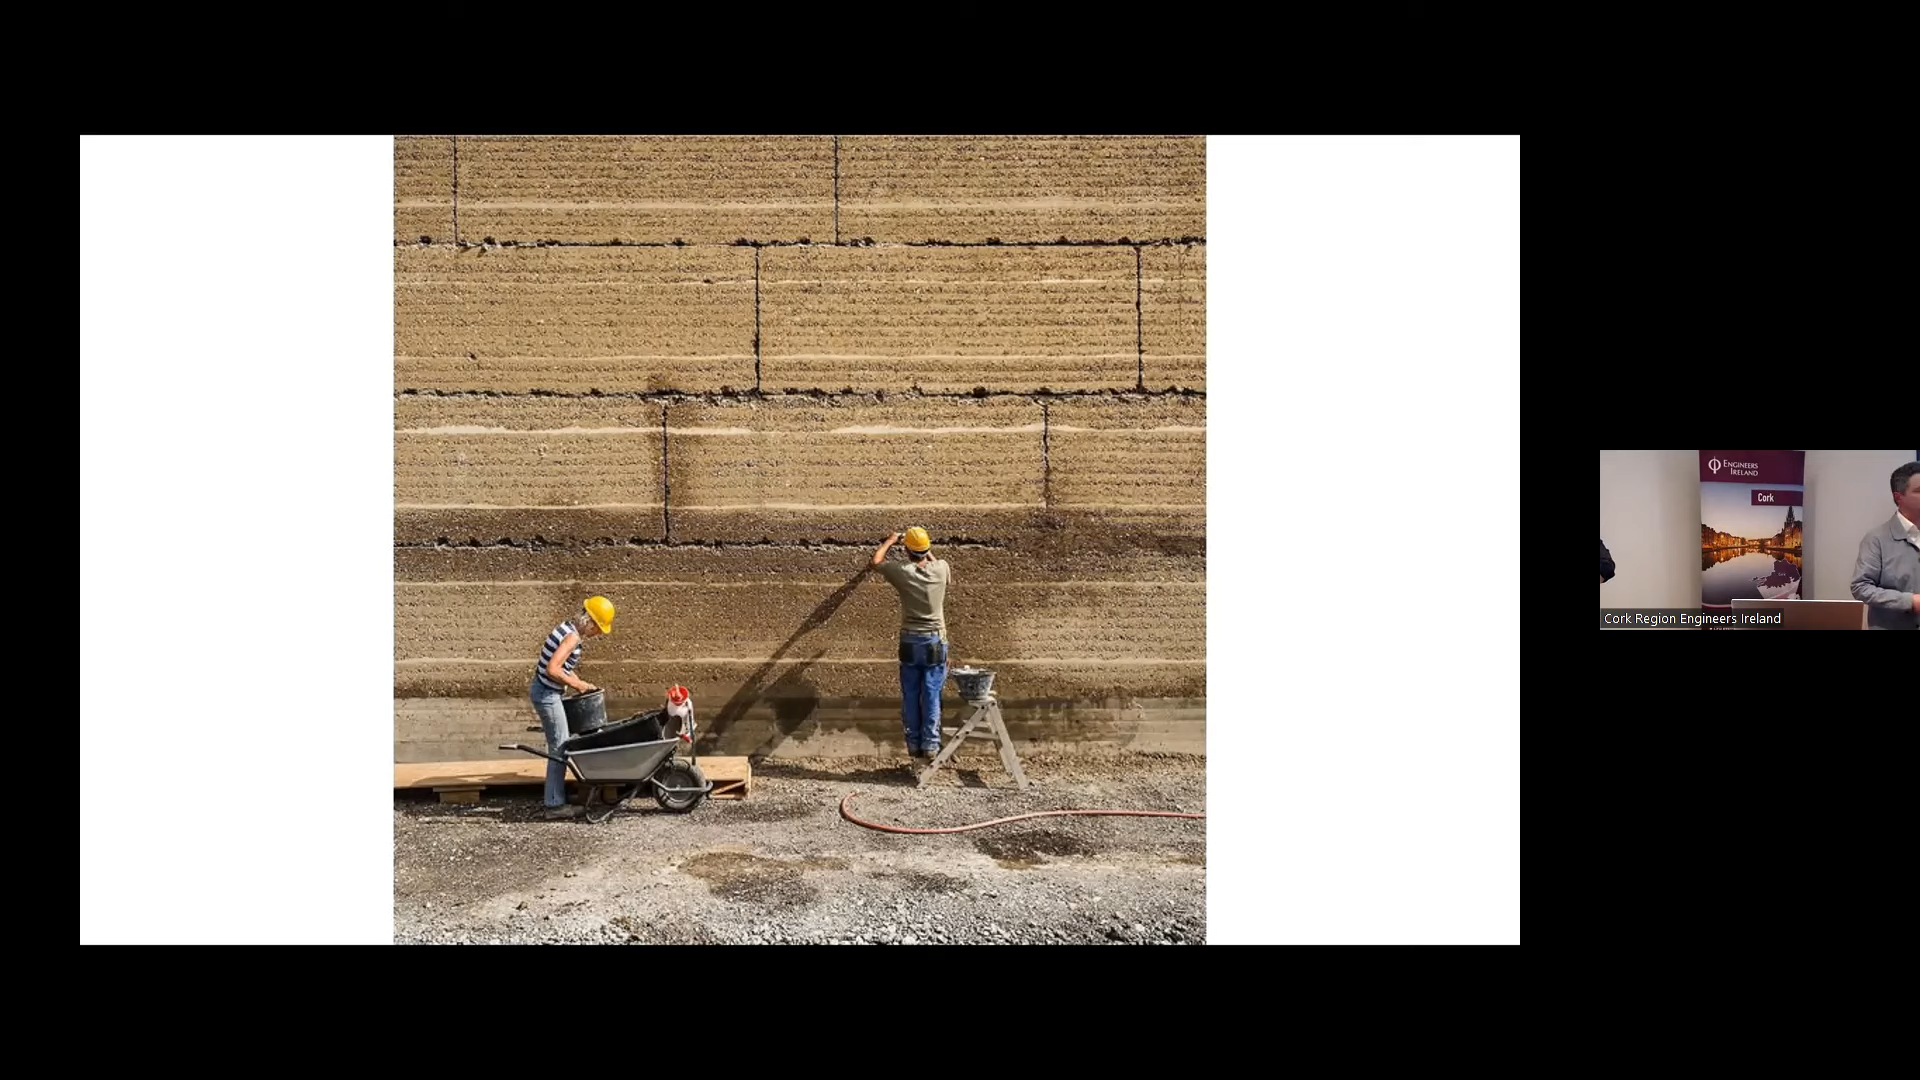 ENGINEERS
IRELAND
Cork
Cork Region Engineers Ireland